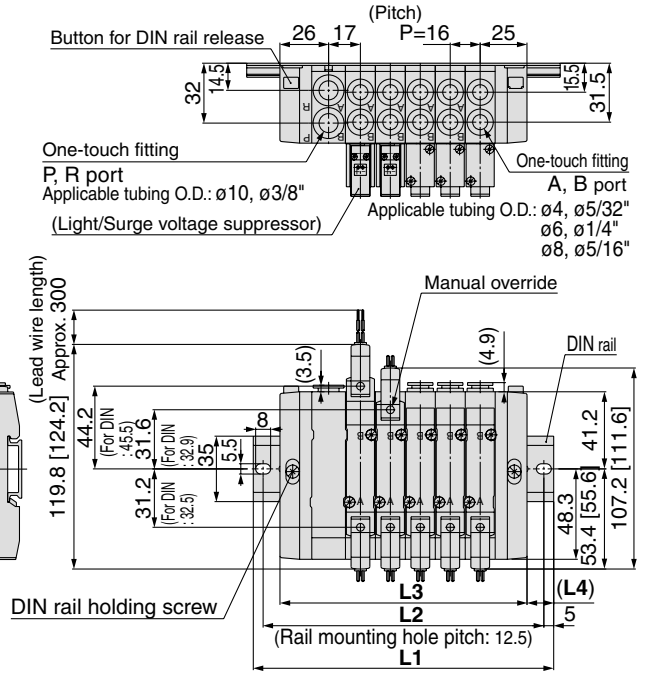 (Pitch)
26
17
P=16
25
Button for DIN rail release
32
14.5
15.5
31.5
R
A
A
A
A
A
P
B
B
B
B
B
One-touch fitting
P, R port
Applicable tubing O.D.: ø10, ø3/8"
(Light/Surge voltage suppressor)
One-touch fitting
A, B port
Applicable tubing O.D.: ø4, ø5/32"
ø6, ø1/4"
ø8, ø5/16"
Manual override
(Lead wire length)
Approx. 300
119.8 [124.2]
(3.5)
(4.9)
DIN rail
44.2
(For DIN
: 45.5)
31.6
(For DIN
: 32.9)
8
5.5
35
31.2
(For DIN
: 32.5)
B
B
B
B
B
A
A
A
A
A
41.2
107.2 [111.6]
48.3
53.4 [55.6]
DIN rail holding screw
L3
(L4)
L2
5
(Rail mounting hole pitch: 12.5)
L1